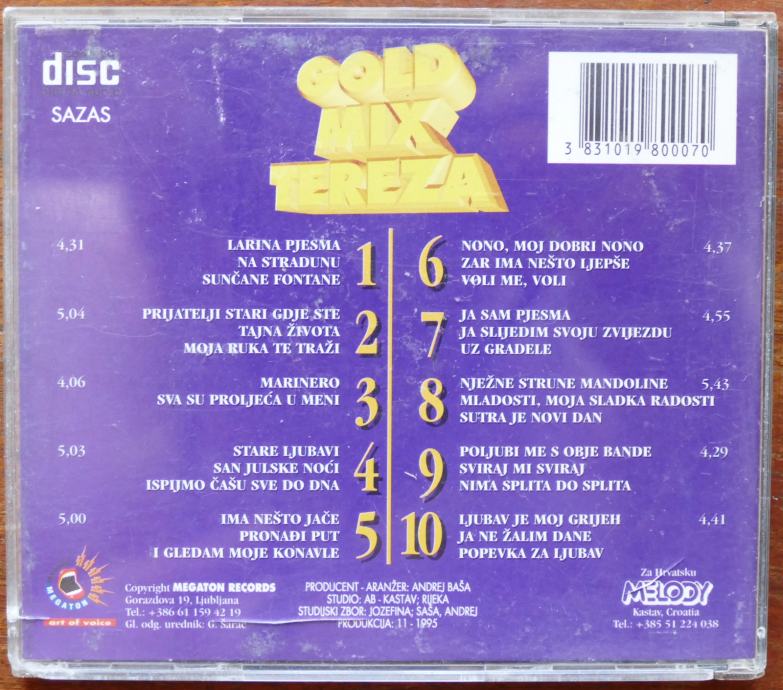 disc
SAZAS
GOLD
MIX
TEREZA
3 831019 800070
4,31
LARINA PJESMA
NA STRADUNU
SUNČANE FONTANE
1
5,04
PRIJATELJI STARI GDJE STE
TAJNA ŽIVOTA
MOJA RUKA TE TRAŽI
2
4,06
MARINERO
SVA SU PROLJEĆA U MENI
3
5,03
STARE LJUBAVI
SAN JULSKE NOĆI
ISPIJMO ČAŠU SVE DO DNA
4
5,00
IMA NEŠTO JAČE
PRONAĐI PUT
I GLEDAM MOJE KONAVLE
5
6
NONO, MOJ DOBRI NONO
ZAR IMA NEŠTO LJEPŠE
VOLI ME, VOLI
4,37
7
JA SAM PJESMA
JA SLIJEDIM SVOJU ZVIJEZDU
UZ GRADELE
4,55
8
NJEŽNE STRUNE MANDOLINE
MLADOSTI, MOJA SLADKA RADOSTI
SUTRA JE NOVI DAN
5,43
9
POLJUBI ME S OBJE BANDE
SVIRAJ MI SVIRAJ
NIMA SPLITA DO SPLITA
4,29
10
LJUBAV JE MOJ GRIJEH
JA NE ŽALIM DANE
POPEVKA ZA LJUBAV
4,41
MEGATON
art of voice
Copyright MEGATON RECORDS
Gorazdova 19, Ljubljana
Tel.: +386 61 159 42 19
Gl. odg. urednik: G. Šarac
PRODUCENT - ARANŽER: ANDREJ BAŠA
STUDIO: AB - KASTAV; RIJEKA
STUDIJSKI ZBOR: JOZEFINA; SAŠA, ANDREJ
PRODUKCIJA: 11 - 1995
Za Hrvatsku
MELODY
Kastav, Croatia
Tel.: +385 51 224 038